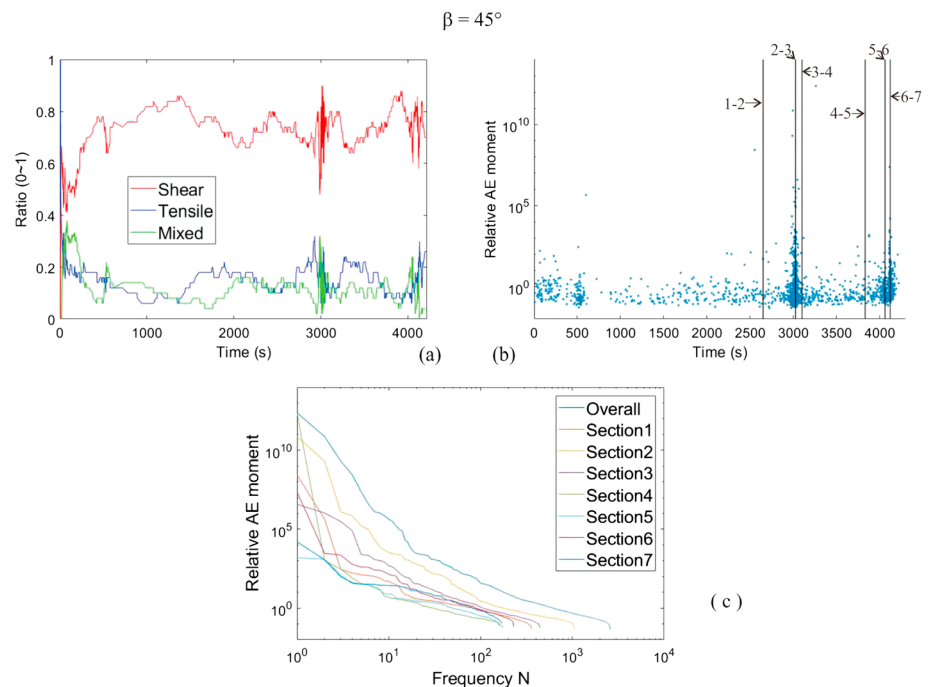 β = 45°
Ratio (0~1)
1
0.8
0.6
0.4
0.2
0
Shear
Tensile
Mixed
0 1000 2000 3000 4000
Time (s)
(a)
Relative AE moment
10^10
10^5
10^0
2-3
5-6
3-4
1-2
4-5
6-7
0 500 1000 1500 2000 2500 3000 3500 4000
Time (s)
(b)
Relative AE moment
10^10
10^5
10^0
Overall
Section1
Section2
Section3
Section4
Section5
Section6
Section7
10^0 10^1 10^2 10^3 10^4
Frequency N
( c )